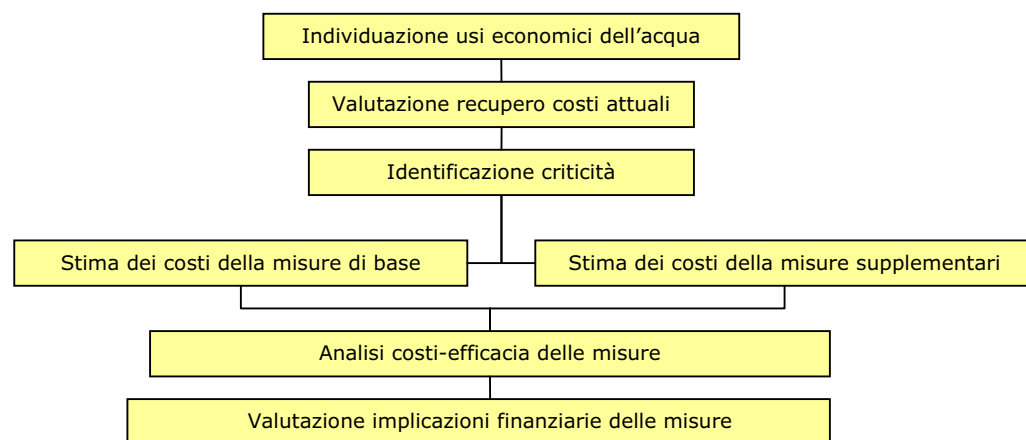 Individuazione usi economici dell’acqua
Valutazione recupero costi attuali
Identificazione criticità
Stima dei costi della misure di base
Stima dei costi della misure supplementari
Analisi costi-efficacia delle misure
Valutazione implicazioni finanziarie delle misure